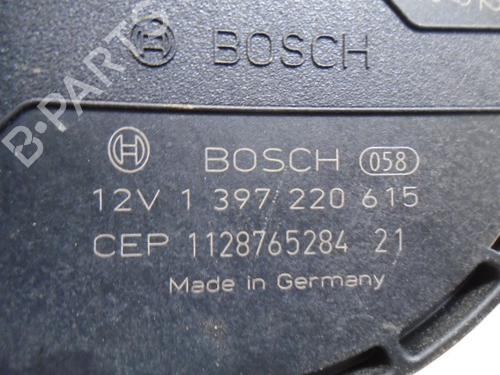 BOSCH
B-PARTS
BOSCH 058
12V 1 397 220 615
CEP 1128765284 21
Made in Germany